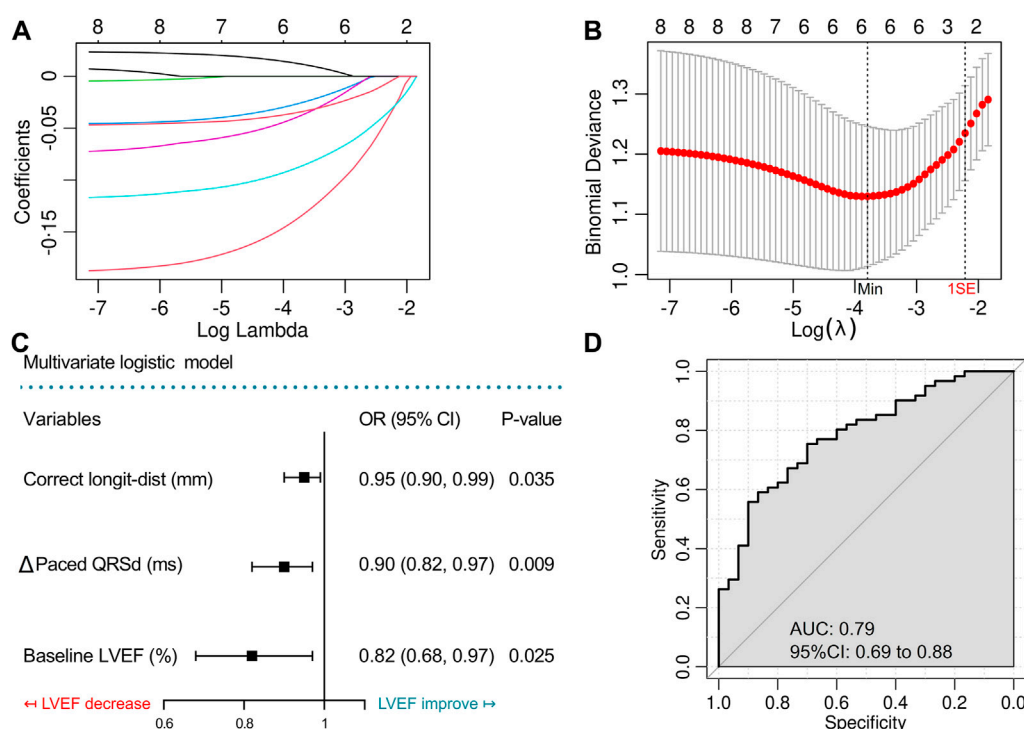 A
8 8 7 6 6 2
0
-0.05
-0·15
Coefficients
-7 -6 -5 -4 -3 -2
Log Lambda
B
8 8 8 8 7 6 6 6 6 6 3 2
1.3
1.2
1.1
1.0
Binomial Deviance
Min
1SE
-7 -6 -5 -4 -3 -2
Log(λ)
C
Multivariate logistic model
Variables OR (95% CI) P-value
Correct longit-dist (mm) 0.95 (0.90, 0.99) 0.035
ΔPaced QRSd (ms) 0.90 (0.82, 0.97) 0.009
Baseline LVEF (%) 0.82 (0.68, 0.97) 0.025
↤ LVEF decrease LVEF improve ↦
0.6 0.8 1
D
1.0
0.8
0.6
0.4
0.2
0.0
Sensitivity
AUC: 0.79
95%CI: 0.69 to 0.88
1.0 0.8 0.6 0.4 0.2 0.0
Specificity